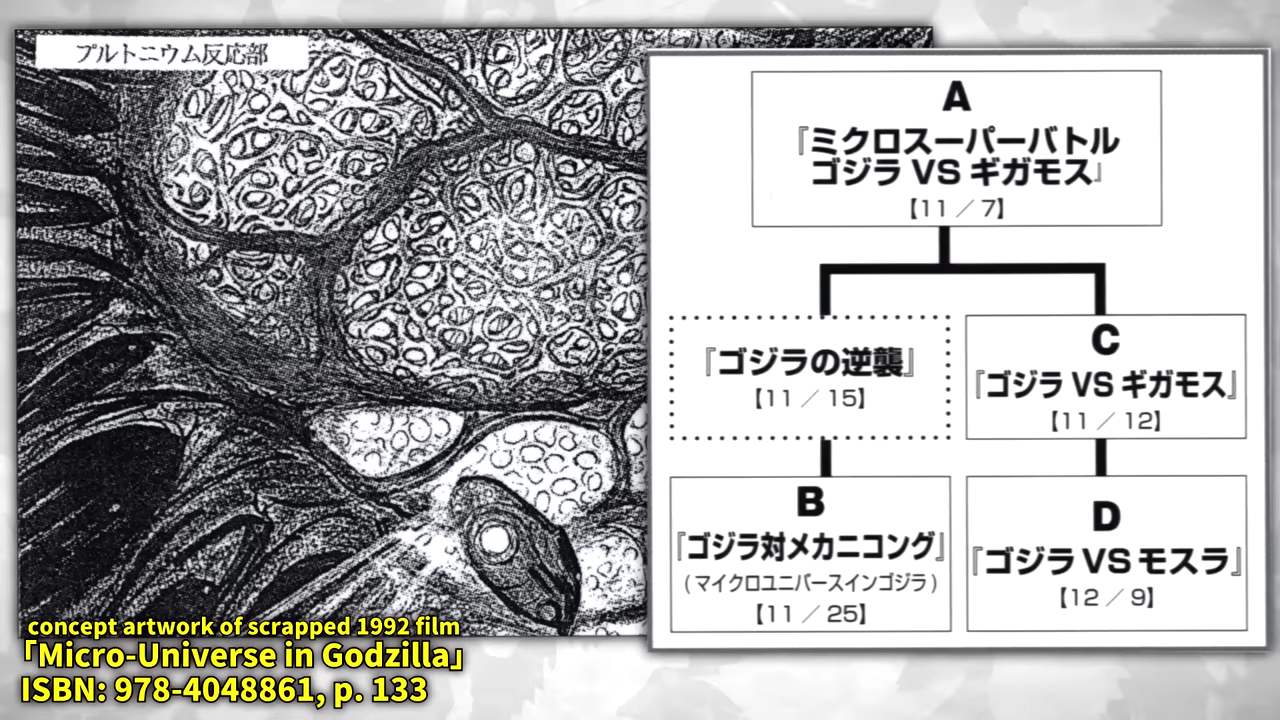 プルトニウム反応部
A
『ミクロスーパーバトル
ゴジラ VS ギガモス』
【11 ／ 7】
『ゴジラの逆襲』
【11 ／ 15】
C
『ゴジラ VS ギガモス』
【11 ／ 12】
B
『ゴジラ対メカニコング』
(マイクロユニバースインゴジラ)
【11 ／ 25】
D
『ゴジラ VS モスラ』
【12 ／ 9】
concept artwork of scrapped 1992 film
「Micro-Universe in Godzilla」
ISBN: 978-4048861, p. 133